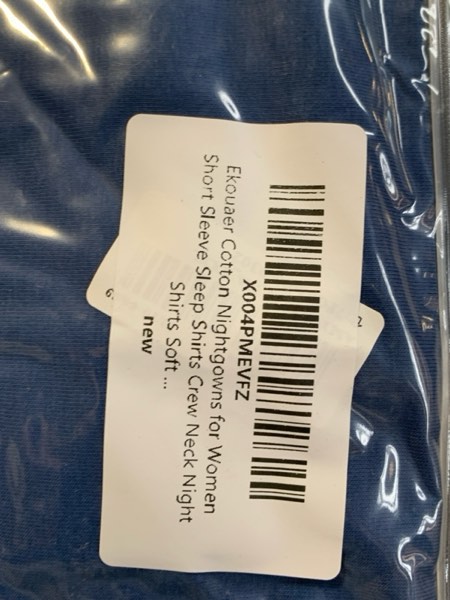 X004PMEVFZ
Ekouaer Cotton Nightgowns for Women
Short Sleeve Sleep Shirts Crew Neck Night
Shirts Soft ...
new